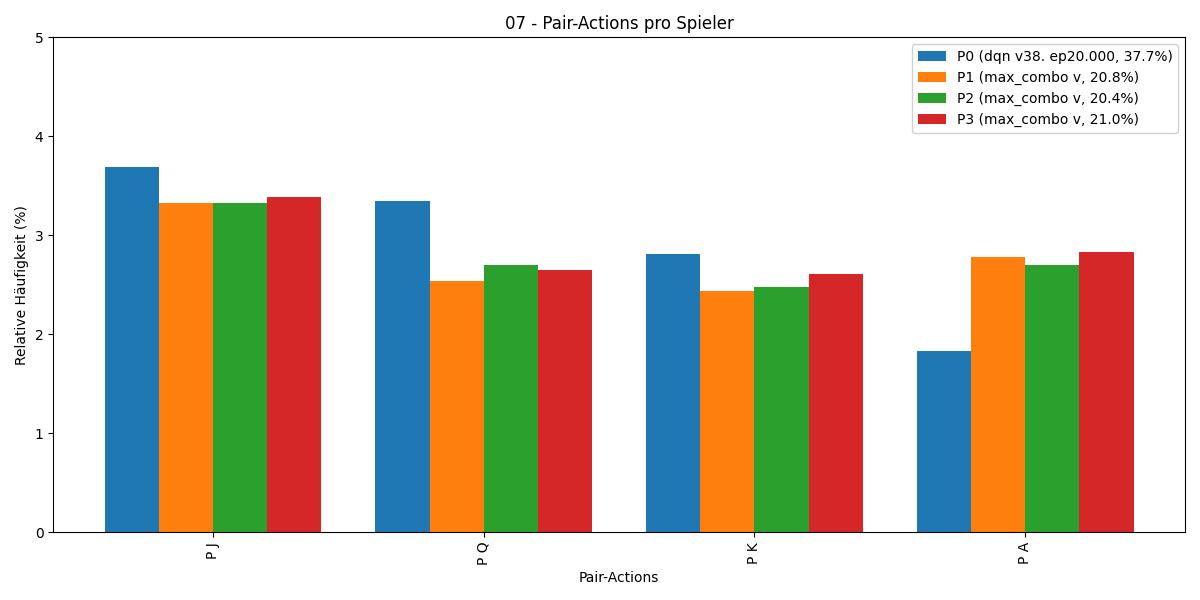 07 - Pair-Actions pro Spieler
P0 (dqn v38. ep20.000, 37.7%)
P1 (max_combo v, 20.8%)
P2 (max_combo v, 20.4%)
P3 (max_combo v, 21.0%)
Relative Häufigkeit (%)
5
4
3
2
1
0
P J
P Q
P K
P A
Pair-Actions